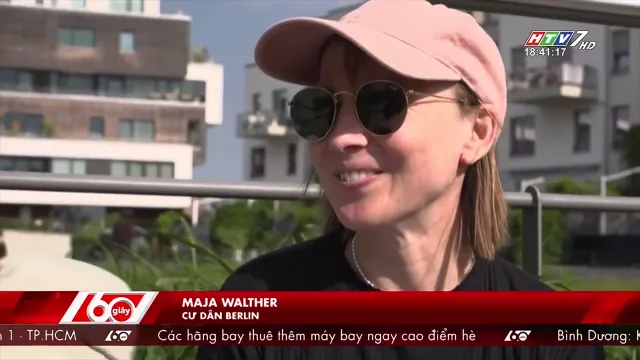 HTV7 HD
18:41:17
60 giây
MAJA WALTHER
CƯ DÂN BERLIN
n 1 - TP.HCM 60 Các hãng bay thuê thêm máy bay ngay cao điểm hè 60 Bình Dương: K